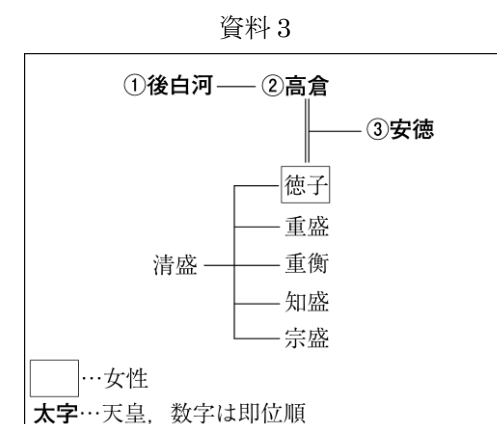 資料3
①後白河 ②高倉
③安徳
徳子
重盛
清盛 重衡
知盛
宗盛
…女性
太字…天皇，数字は即位順